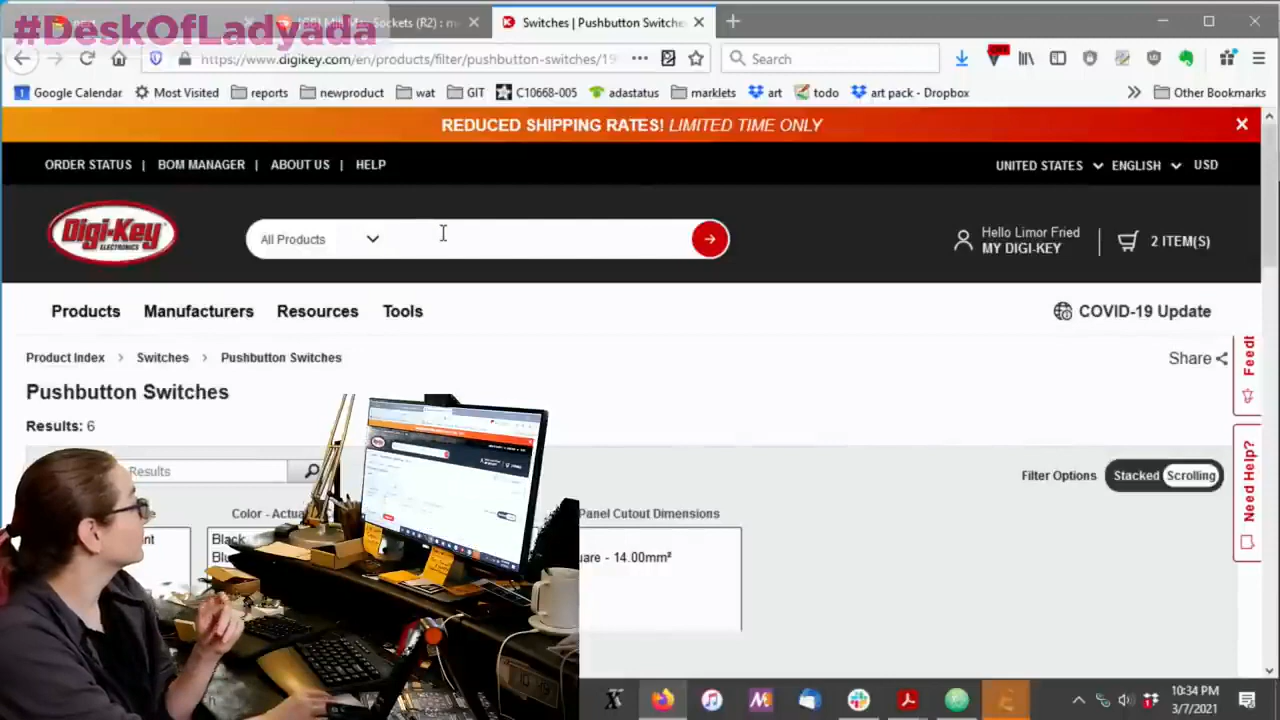 #DeskOfLadyada
(R2) : m
Switches | Pushbutton Switche
https://www.digikey.com/en/products/filter/pushbutton-switches/19
Search
OFF
Google Calendar
Most Visited
reports
newproduct
wat
GIT
C10668-005
adastatus
marklets
art
todo
art pack - Dropbox
Other Bookmarks
REDUCED SHIPPING RATES! LIMITED TIME ONLY
ORDER STATUS | BOM MANAGER | ABOUT US | HELP
UNITED STATES ENGLISH USD
Digi-Key
ELECTRONICS
All Products
Hello Limor Fried
MY DIGI-KEY
2 ITEM(S)
Products Manufacturers Resources Tools
COVID-19 Update
Product Index > Switches > Pushbutton Switches
Share
Feed!
Pushbutton Switches
Results: 6
Results
Filter Options Stacked Scrolling
Need Help?
Color - Actua
Panel Cutout Dimensions
Black
Blu
uare - 14.00mm²
10:34 PM
3/7/2021